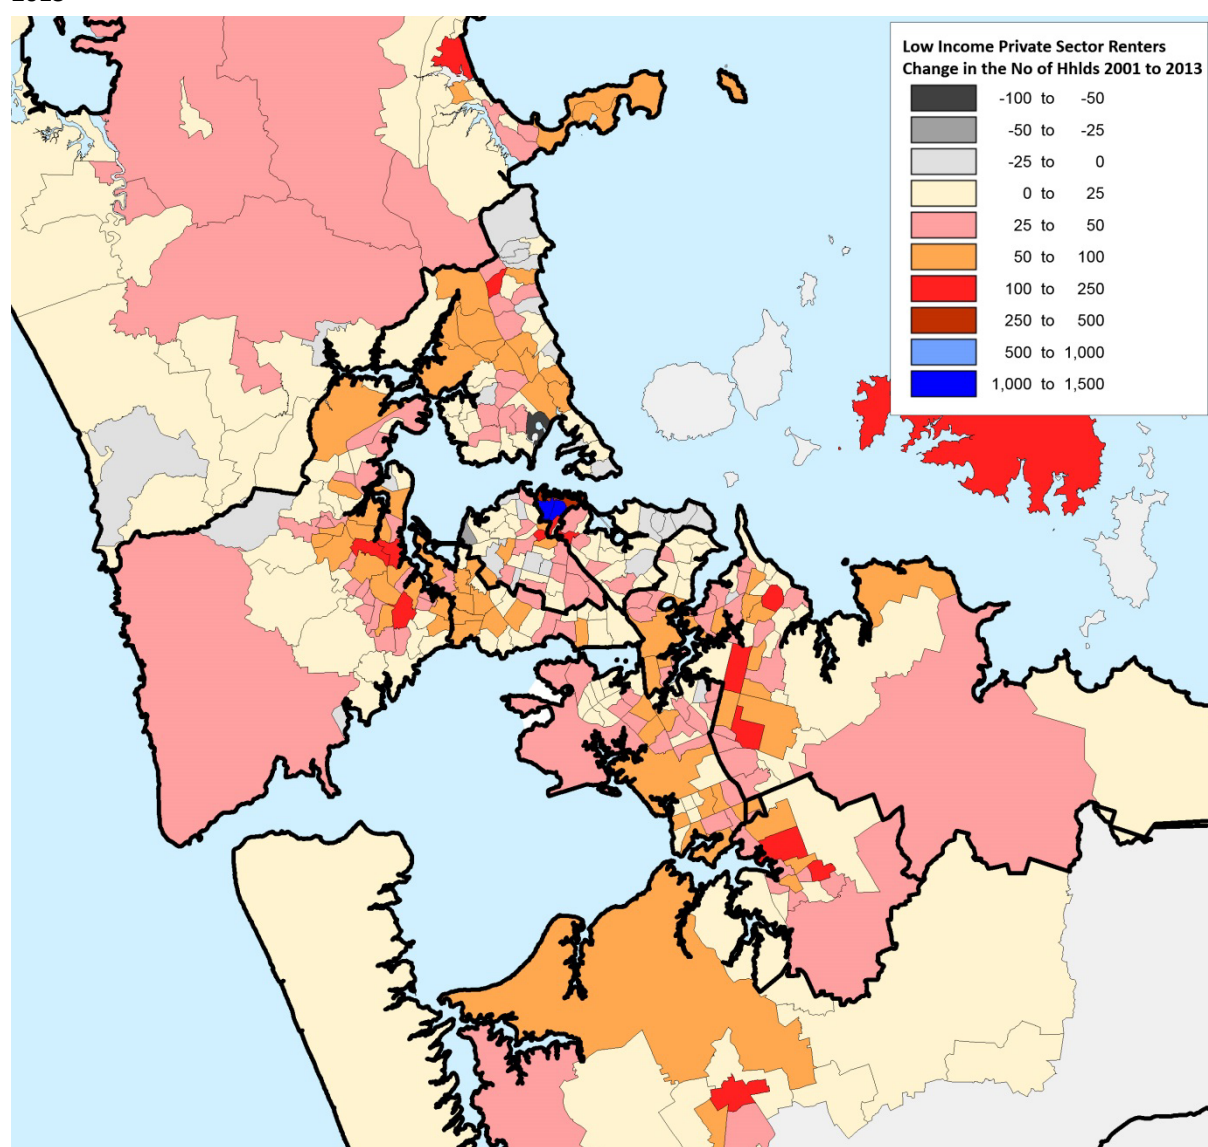 2013
Low Income Private Sector Renters
Change in the No of Hhlds 2001 to 2013
-100 to -50
-50 to -25
-25 to 0
0 to 25
25 to 50
50 to 100
100 to 250
250 to 500
500 to 1,000
1,000 to 1,500